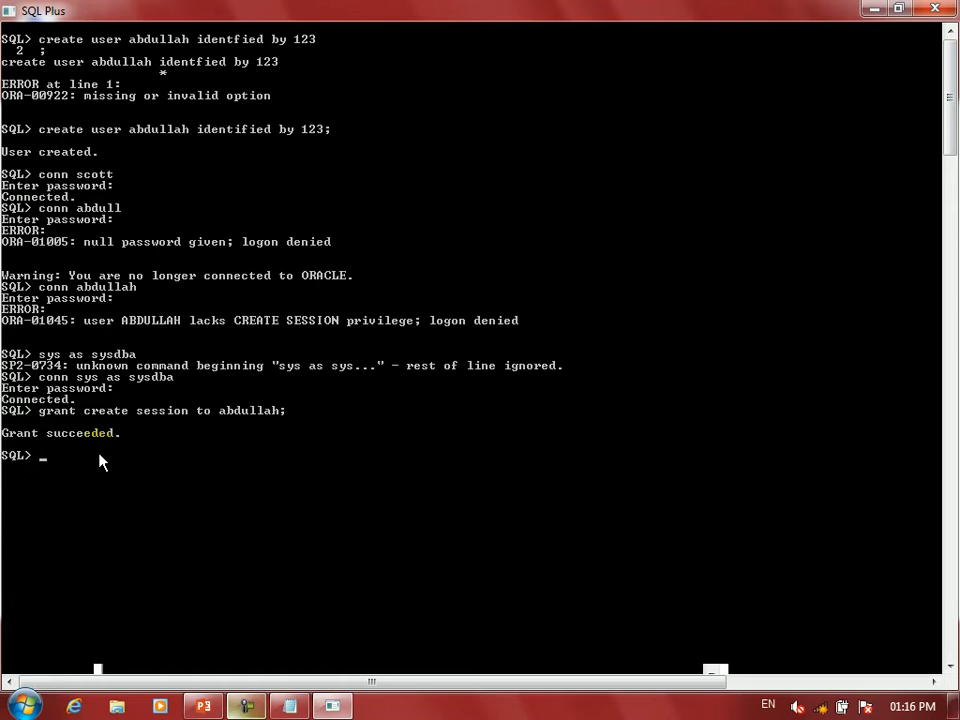 SQL Plus
SQL> create user abdullah identfied by 123
2 ;
create user abdullah identfied by 123
*
ERROR at line 1:
ORA-00922: missing or invalid option
SQL> create user abdullah identified by 123;
User created.
SQL> conn scott
Enter password:
Connected.
SQL> conn abdull
Enter password:
ERROR:
ORA-01005: null password given; logon denied
Warning: You are no longer connected to ORACLE.
SQL> conn abdullah
Enter password:
ERROR:
ORA-01045: user ABDULLAH lacks CREATE SESSION privilege; logon denied
SQL> sys as sysdba
SP2-0734: unknown command beginning "sys as sys..." - rest of line ignored.
SQL> conn sys as sysdba
Enter password:
Connected.
SQL> grant create session to abdullah;
Grant succeeded.
SQL> _
EN
01:16 PM